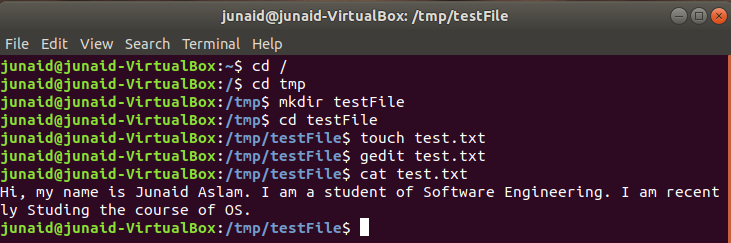 junaid@junaid-VirtualBox: /tmp/testFile
File Edit View Search Terminal Help
junaid@junaid-VirtualBox:~$ cd /
junaid@junaid-VirtualBox:/$ cd tmp
junaid@junaid-VirtualBox:/tmp$ mkdir testFile
junaid@junaid-VirtualBox:/tmp$ cd testFile
junaid@junaid-VirtualBox:/tmp/testFile$ touch test.txt
junaid@junaid-VirtualBox:/tmp/testFile$ gedit test.txt
junaid@junaid-VirtualBox:/tmp/testFile$ cat test.txt
Hi, my name is Junaid Aslam. I am a student of Software Engineering. I am recent
ly Studing the course of OS.
junaid@junaid-VirtualBox:/tmp/testFile$